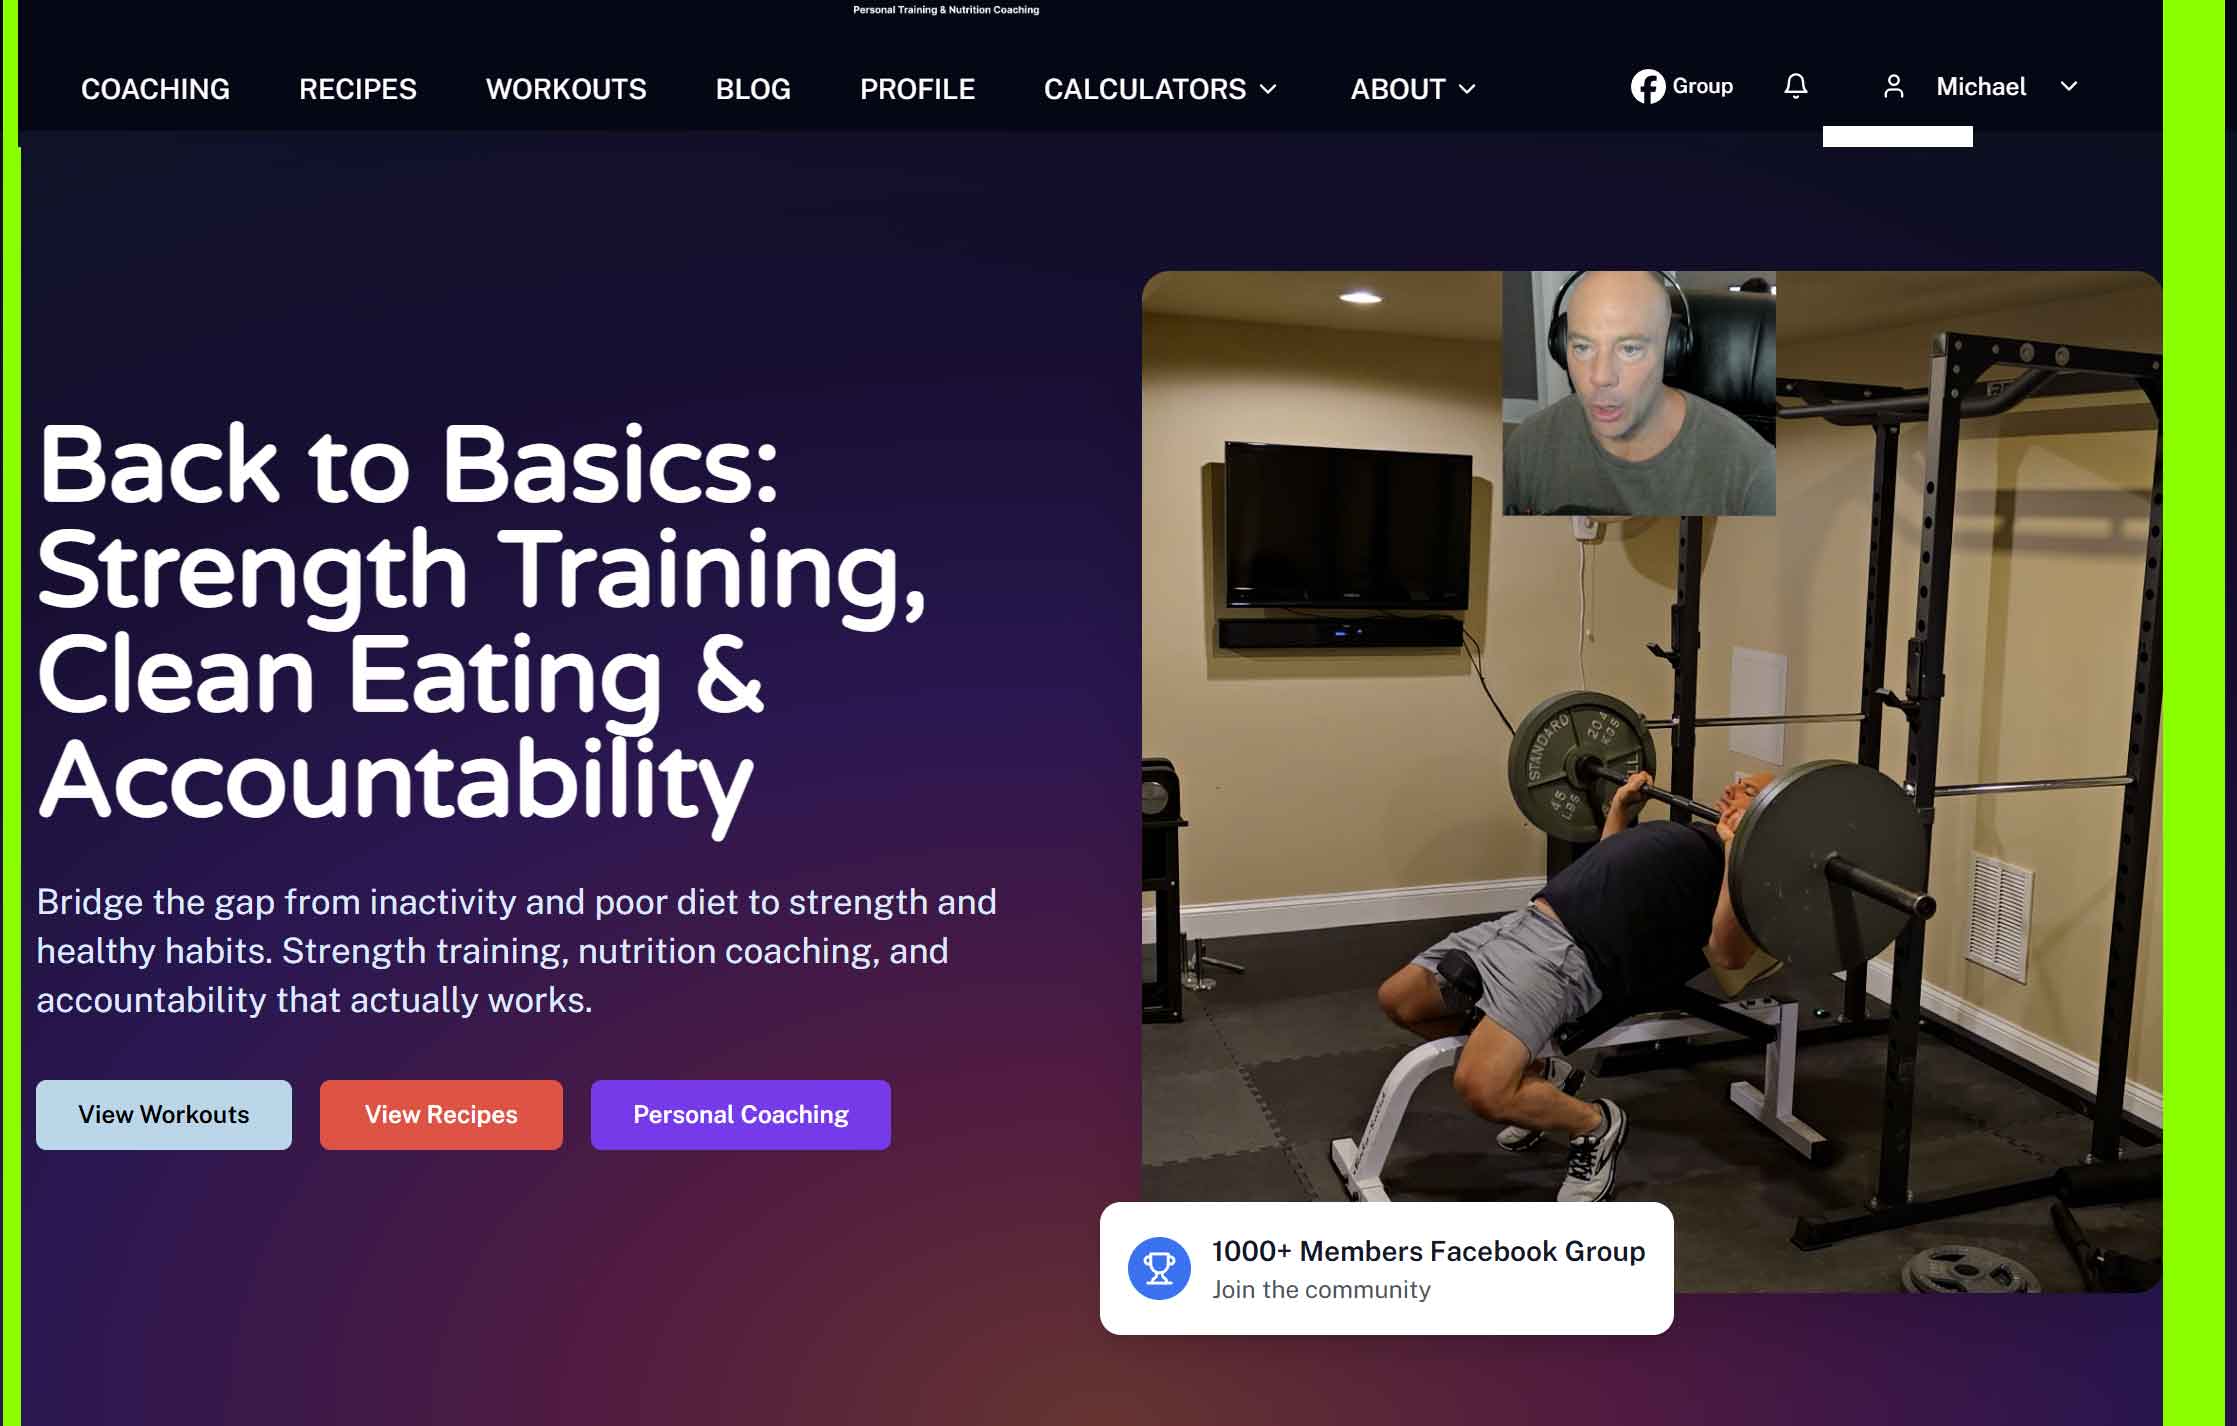 Personal Training & Nutrition Coaching
COACHING RECIPES WORKOUTS BLOG PROFILE CALCULATORS ABOUT Group Michael
Back to Basics:
Strength Training,
Clean Eating &
Accountability
Bridge the gap from inactivity and poor diet to strength and
healthy habits. Strength training, nutrition coaching, and
accountability that actually works.
View Workouts View Recipes Personal Coaching
STANDARD
20
KGS
45
LBS
1000+ Members Facebook Group
Join the community